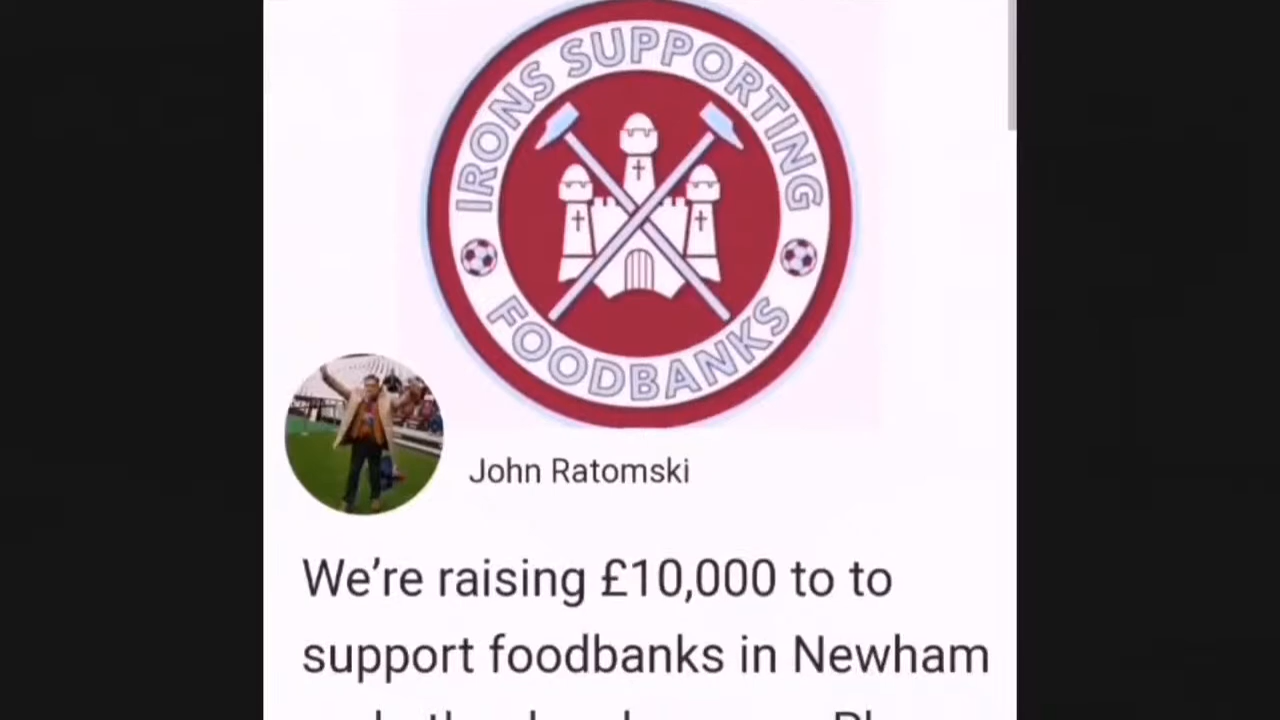 IRONS SUPPORTING
FOODBANKS
John Ratomski
We’re raising £10,000 to to
support foodbanks in Newham